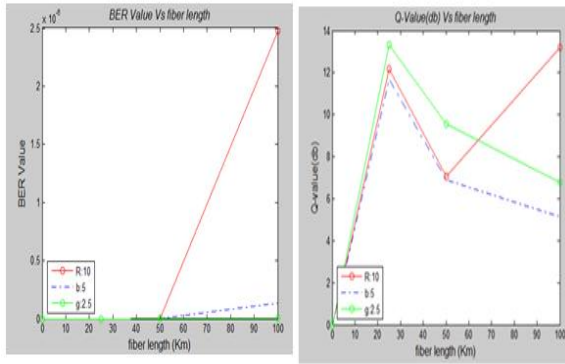 BER Value Vs fiber length
x 10^-6
2.5
2
1.5
1
0.5
0
BER Value
R:10
b:5
g:2.5
0 10 20 30 40 50 60 70 80 90 100
fiber length (Km)
Q-Value(db) Vs fiber length
14
12
10
8
6
4
2
0
Q-value(db)
R:10
b:5
g:2.5
0 10 20 30 40 50 60 70 80 90 100
fiber length (Km)